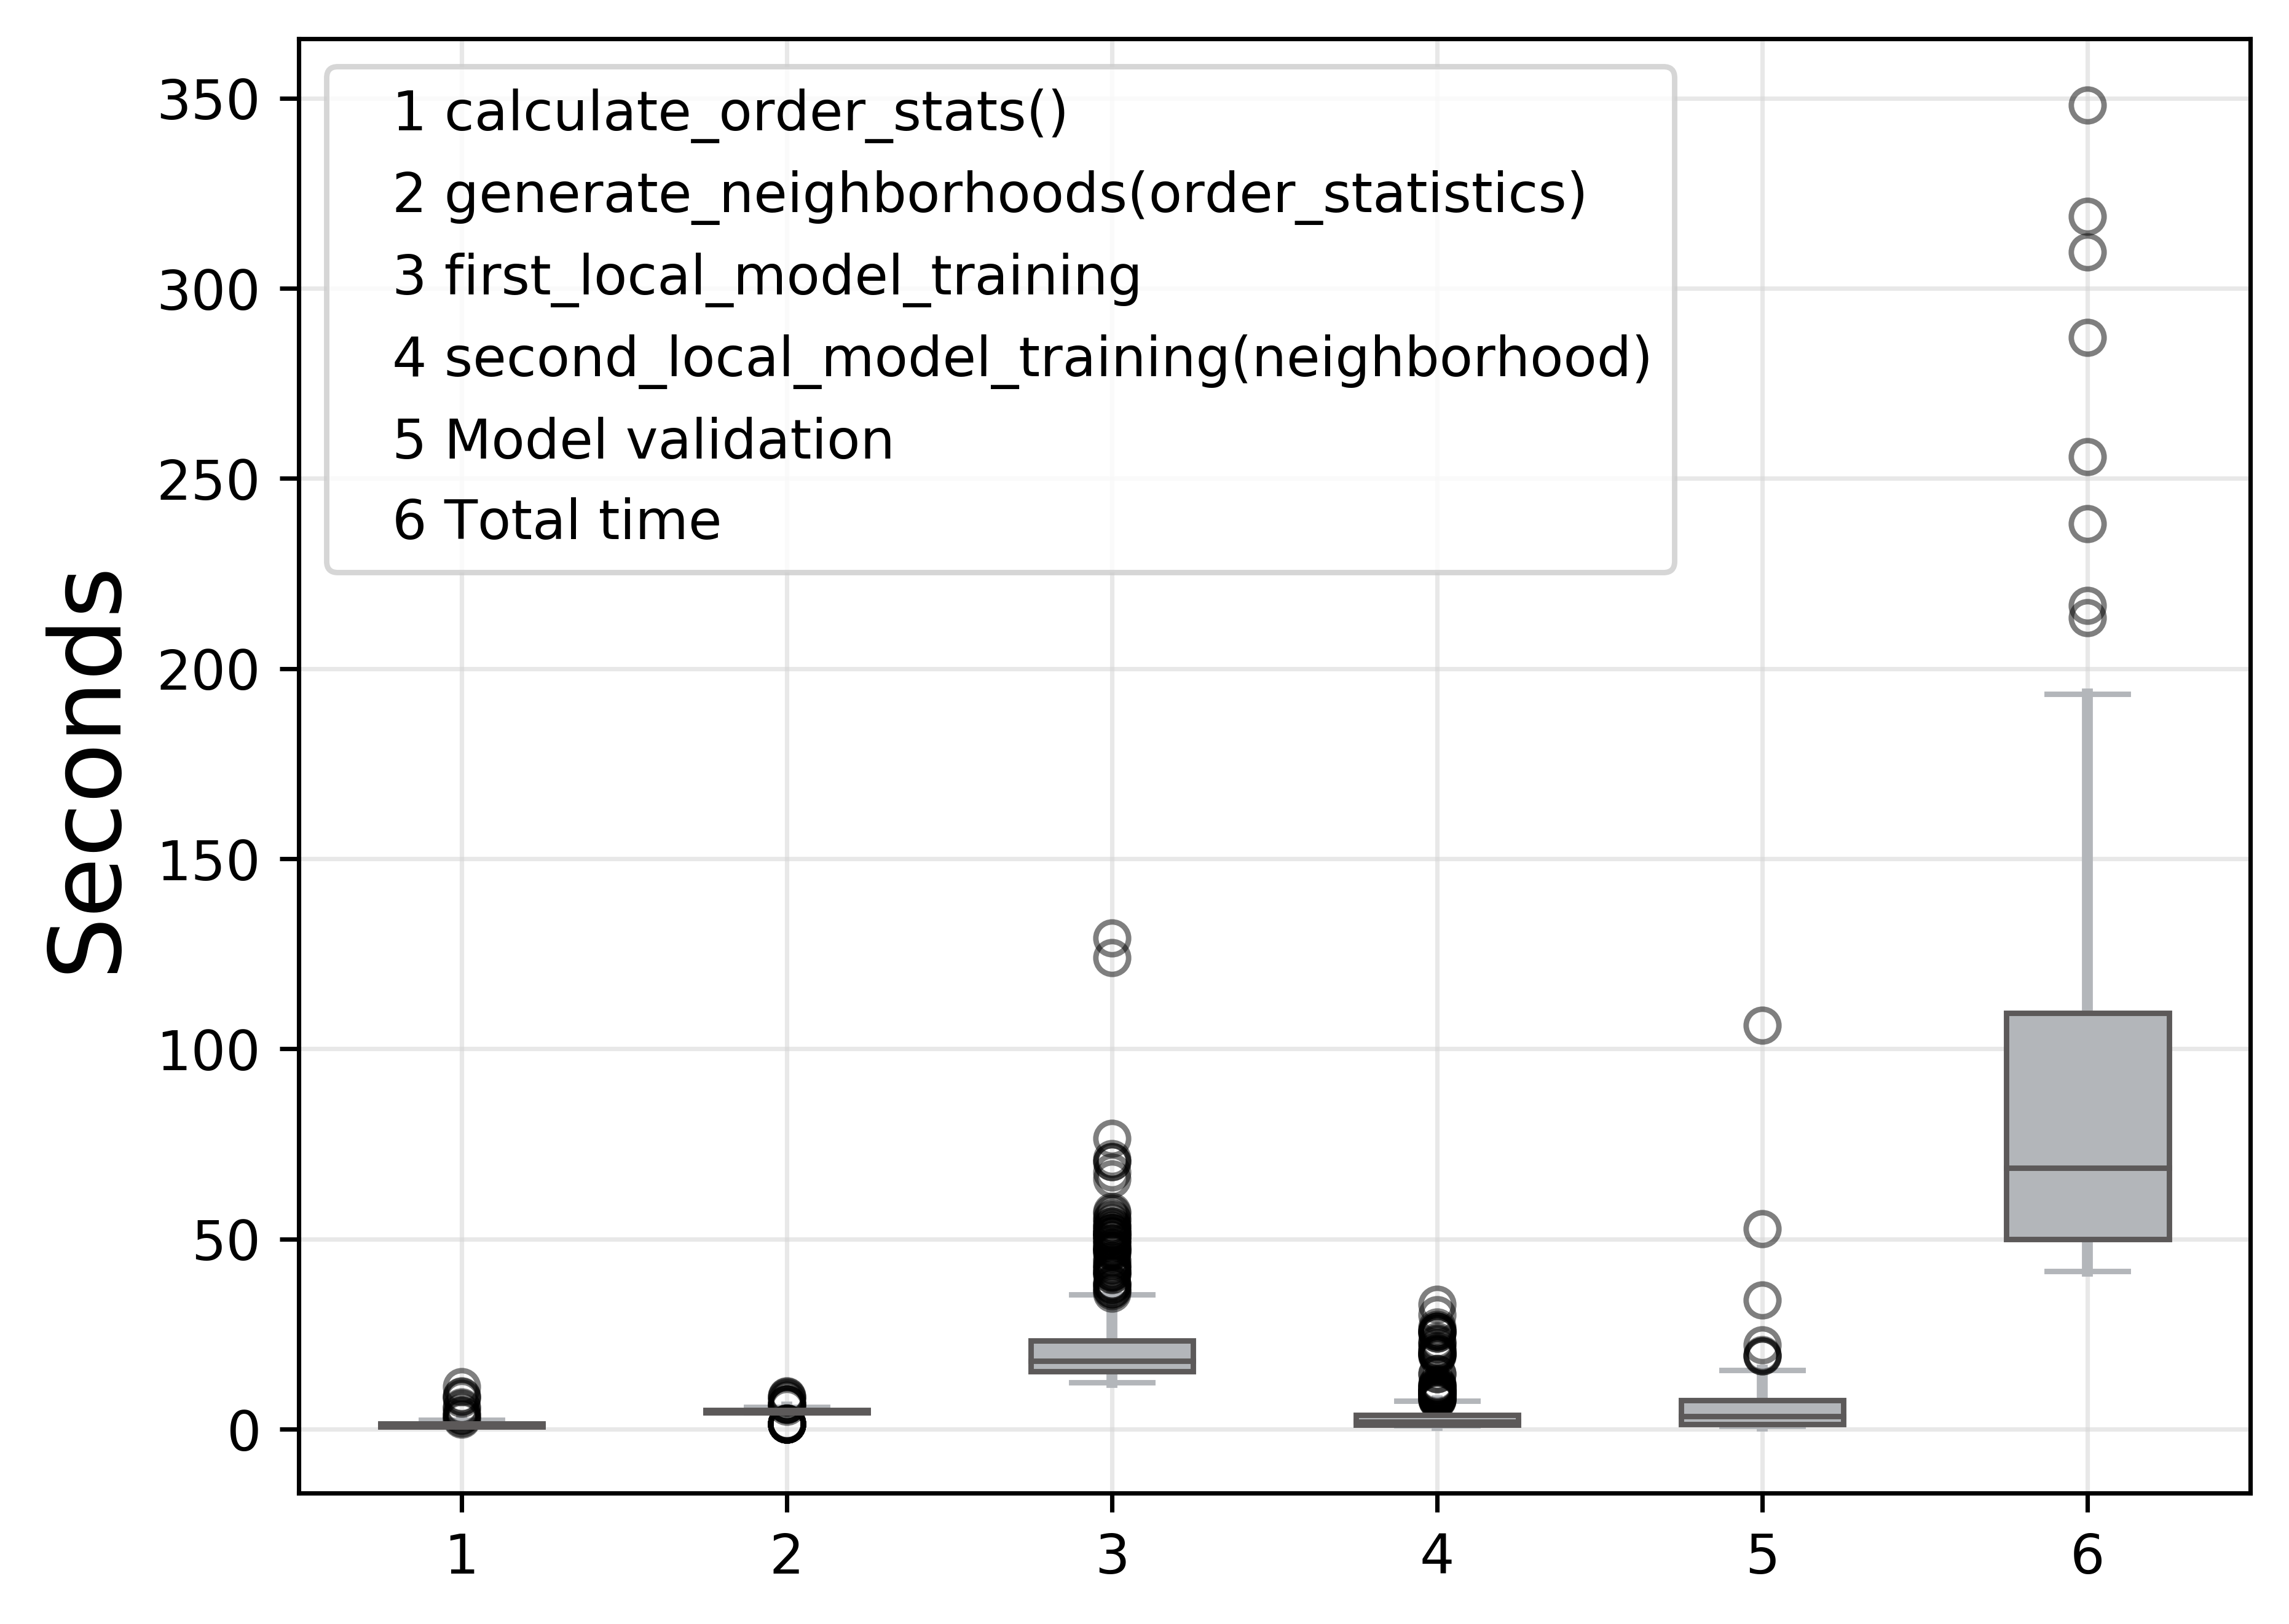 1 calculate_order_stats()
2 generate_neighborhoods(order_statistics)
3 first_local_model_training
4 second_local_model_training(neighborhood)
5 Model validation
6 Total time
Seconds
350
300
250
200
150
100
50
0
1 2 3 4 5 6